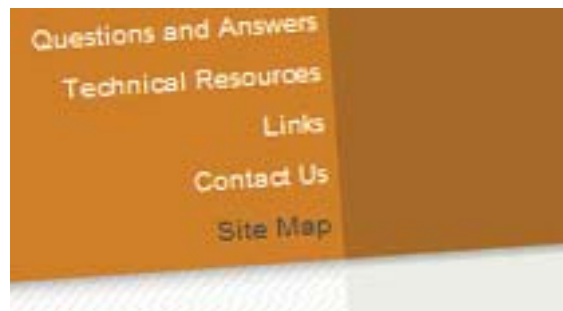 Questions and Answers
Technical Resources
Links
Contact Us
Site Map